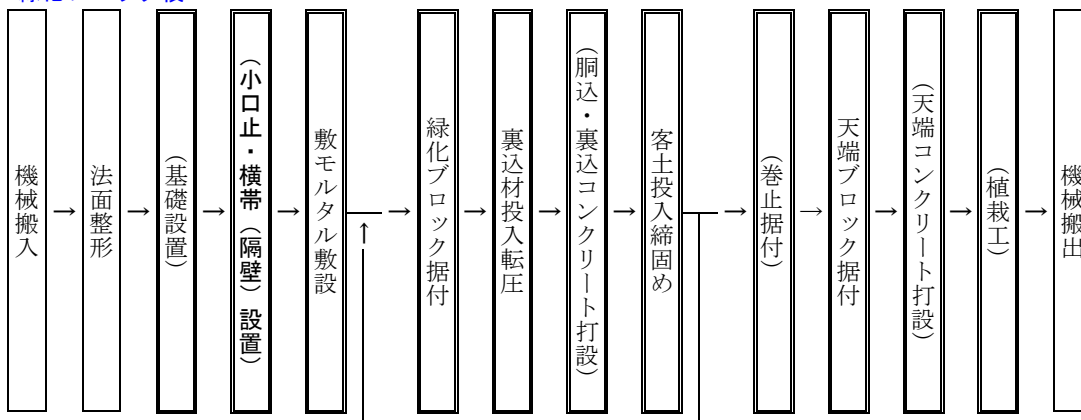 機械搬入
→
法面整形
→
（基礎設置）
→
（小口止・横帯（隔壁）設置）
→
敷モルタル敷設
→
↑
緑化ブロック据付
→
裏込材投入転圧
→
（胴込・裏込コンクリート打設）
→
客土投入締固め
→
（巻止据付）
→
天端ブロック据付
→
（天端コンクリート打設）
→
（植栽工）
→
機械搬出